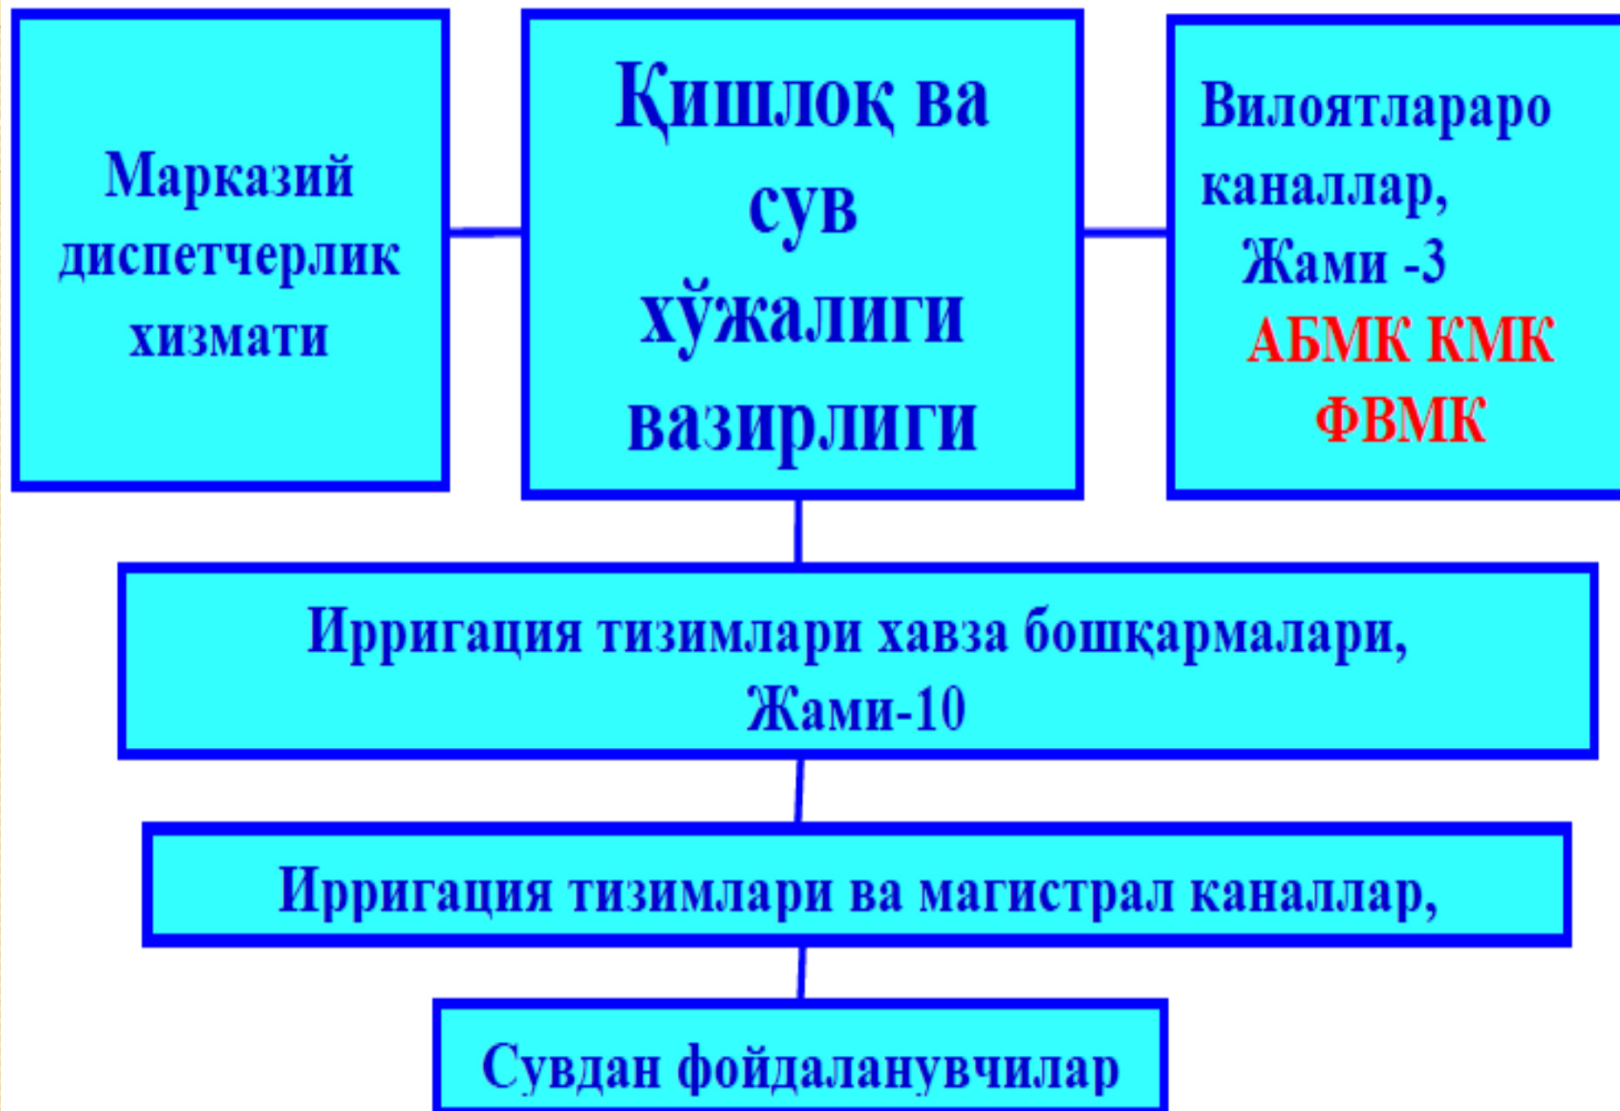 Марказий
диспетчерлик
хизмати
Қишлоқ ва
сув
хўжалиги
вазирлиги
Вилоятлараро
каналлар,
Жами -3
АБМК КМК
ФВМК
Ирригация тизимлари хавза бошқармалари,
Жами-10
Ирригация тизимлари ва магистрал каналлар,
Сувдан фойдаланувчилар